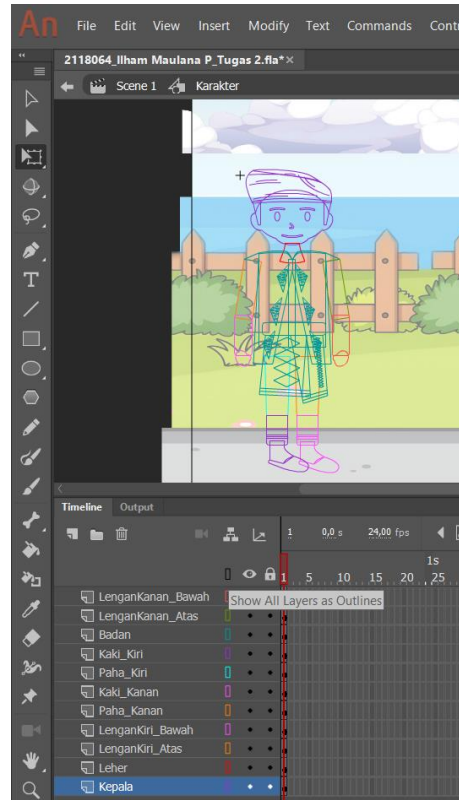 An File Edit View Insert Modify Text Commands
2118064_Ilham Maulana P_Tugas 2.fla*
Scene 1 Karakter
Timeline Output
1 0,0 s 24,00 fps
1s
1 5 10 15 20 25
LenganKanan_Bawah
Show All Layers as Outlines
LenganKanan_Atas
Badan
Kaki_Kiri
Paha_Kiri
Kaki_Kanan
Paha_Kanan
LenganKiri_Bawah
LenganKiri_Atas
Leher
Kepala